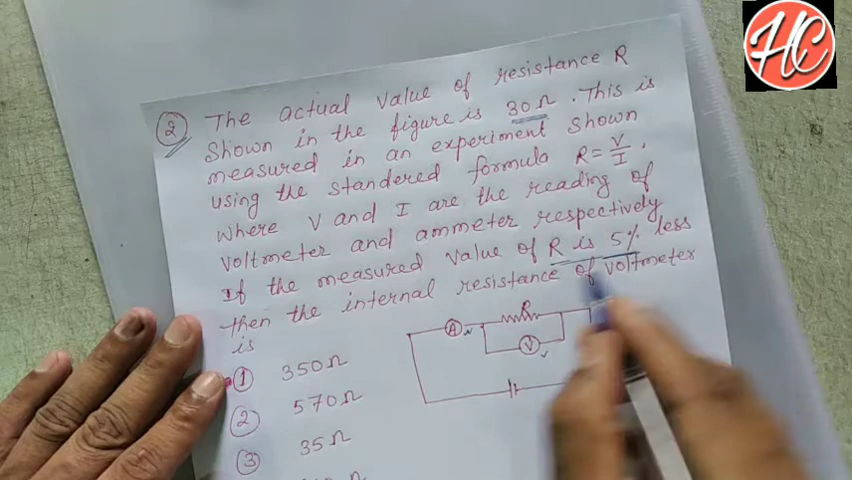 HC
② The actual value of resistance R
shown in the figure is 30Ω. This is
measured in an experiment shown
using the standered formula R = V/I.
Where V and I are the reading of
voltmeter and ammeter respectively
If the measured value of R is 5% less
then the internal resistance of voltmeter
is
R
A
V
① 350Ω
② 570Ω
③ 35Ω